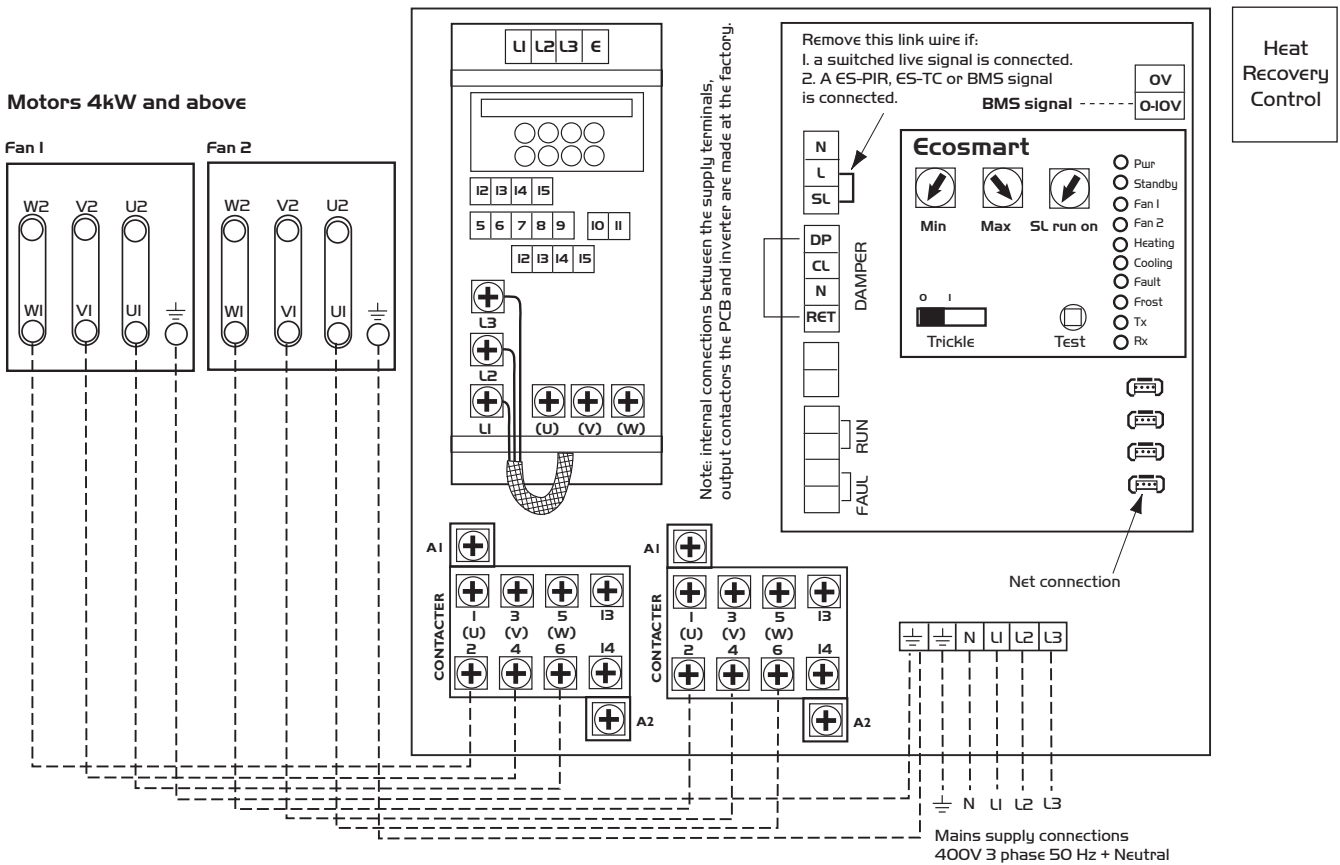 Motors 4kW and above
Fan 1
Fan 2
W2 V2 U2
W1 V1 U1
W2 V2 U2
W1 V1 U1
L1 L2 L3 E
12 13 14 15
5 6 7 8 9
10 11
12 13 14 15
L3
L2
L1
(U) (V) (W)
Note: internal connections between the supply terminals,
output contactors the PCB and inverter are made at the factory.
Remove this link wire if:
1. a switched live signal is connected.
2. A ES-PIR, ES-TC or BMS signal
is connected.
BMS signal
0V
0-10V
N
L
SL
DP
CL
N
RET
DAMPER
RUN
FAUL
Ecosmart
Min
Max
SL run on
0 1
Trickle
Test
Pwr
Standby
Fan 1
Fan 2
Heating
Cooling
Fault
Frost
Tx
Rx
Net connection
Heat
Recovery
Control
A1
CONTACTER
1 3 5 13
(U) (V) (W)
2 4 6 14
A2
A1
CONTACTER
1 3 5 13
(U) (V) (W)
2 4 6 14
A2
N L1 L2 L3
N L1 L2 L3
Mains supply connections
400V 3 phase 50 Hz + Neutral